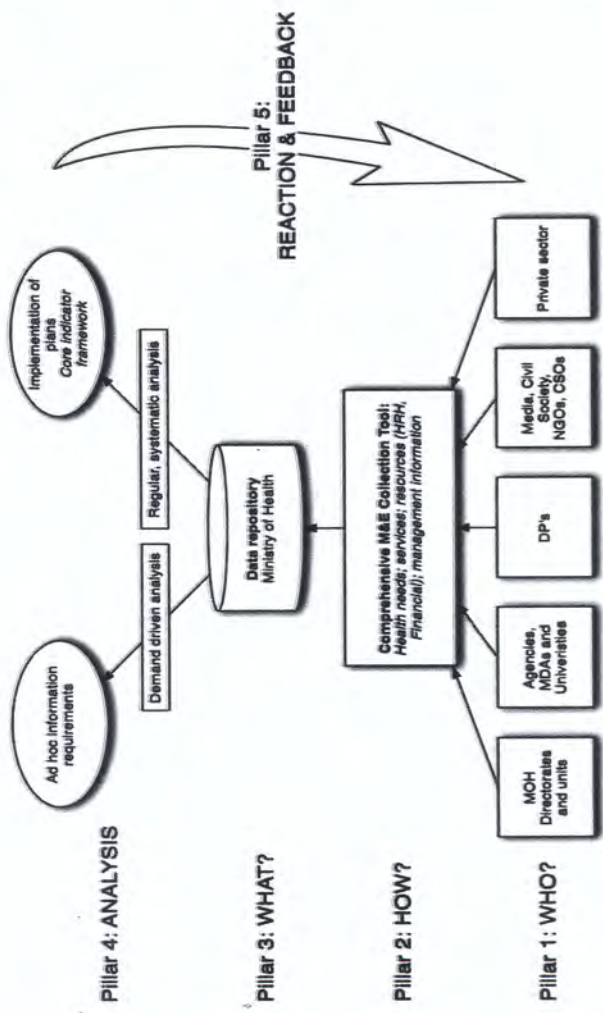 Pillar 4: ANALYSIS
Ad hoc information
requirements
Implementation of
plans
Core indicator
framework
Demand driven analysis
Regular, systematic analysis
Pillar 3: WHAT?
Data repository
Ministry of Health
Pillar 2: HOW?
Comprehensive M&E Collection Tool:
Health needs; services; resources (HRH,
Financial); management information
Pillar 1: WHO?
MOH
Directorates
and units
Agencies,
MDAs and
Univeristies
DP's
Media, Civil
Society,
NGOs, CSOs
Private sector
Pillar 5:
REACTION & FEEDBACK